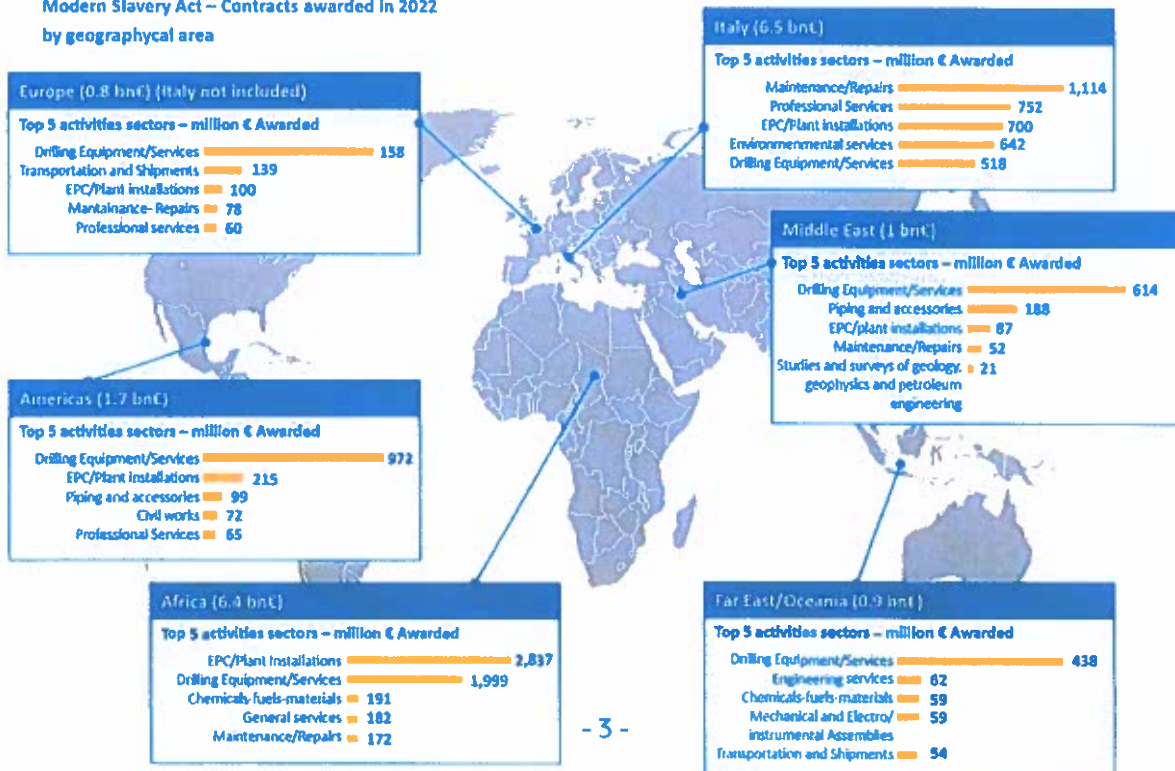 Modern Slavery Act – Contracts awarded in 2022
by geographycal area
Europe (0.8 bn€) (Italy not included)
Top 5 activities sectors – million € Awarded
Drilling Equipment/Services 158
Transportation and Shipments 139
EPC/Plant installations 100
Mantainance- Repairs 78
Professional services 60
Italy (6.5 bn€)
Top 5 activities sectors – million € Awarded
Maintenance/Repairs 1,114
Professional Services 752
EPC/Plant installations 700
Environmenmental services 642
Drilling Equipment/Services 518
Middle East (1 bn€)
Top 5 activities sectors – million € Awarded
Drilling Equipment/Services 614
Piping and accessories 188
EPC/plant installations 87
Maintenance/Repairs 52
Studies and surveys of geology, 21
geophysics and petroleum
engineering
Americas (1.7 bn€)
Top 5 activities sectors – million € Awarded
Drilling Equipment/Services 972
EPC/Plant installations 215
Piping and accessories 99
Civil works 72
Professional Services 65
Africa (6.4 bn€)
Top 5 activities sectors – million € Awarded
EPC/Plant Installations 2,837
Drilling Equipment/Services 1,999
Chemicals-fuels-materials 191
General services 182
Maintenance/Repairs 172
Far East/Oceania (0.9 bn€)
Top 5 activities sectors – million € Awarded
Drilling Equipment/Services 438
Engineering services 62
Chemicals-fuels-materials 59
Mechanical and Electro/ 59
instrumental Assemblies
Transportation and Shipments 54
- 3 -